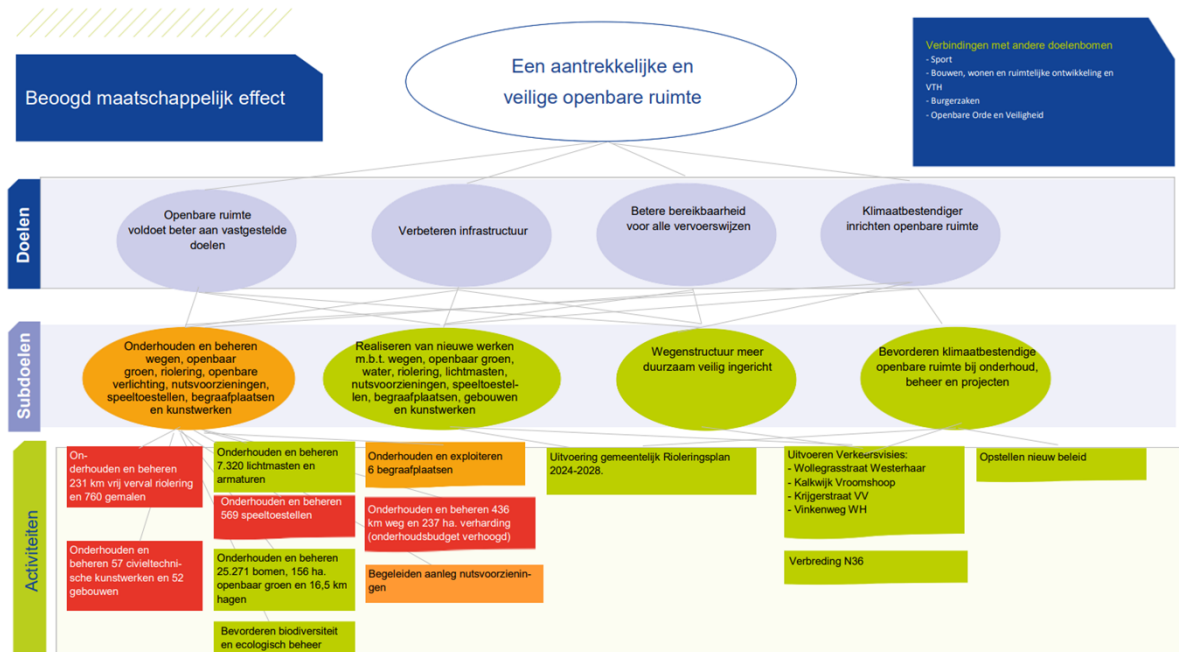 Beoogd maatschappelijk effect
Een aantrekkelijke en
veilige openbare ruimte
Verbindingen met andere doelenbomen
- Sport
- Bouwen, wonen en ruimtelijke ontwikkeling en
VTH
- Burgerzaken
- Openbare Orde en Veiligheid
Doelen
Openbare ruimte
voldoet beter aan vastgestelde
doelen
Verbeteren infrastructuur
Betere bereikbaarheid
voor alle vervoerswijzen
Klimaatbestendiger
inrichten openbare ruimte
Subdoelen
Onderhouden en beheren
wegen, openbaar
groen, riolering, openbare
verlichting, nutsvoorzieningen,
speeltoestellen, begraafplaatsen
en kunstwerken
Realiseren van nieuwe werken
m.b.t. wegen, openbaar groen,
water, riolering, lichtmasten,
nutsvoorzieningen, speeltoestel-
len, begraafplaatsen, gebouwen
en kunstwerken
Wegenstructuur meer
duurzaam veilig ingericht
Bevorderen klimaatbestendige
openbare ruimte bij onderhoud,
beheer en projecten
Activiteiten
On-
derhouden en beheren
231 km vrij verval riolering
en 760 gemalen
Onderhouden en
beheren 57 civieltechni-
sche kunstwerken en 52
gebouwen
Onderhouden en beheren
7.320 lichtmasten en
armaturen
Onderhouden en beheren
569 speeltoestellen
Onderhouden en beheren
25.271 bomen, 156 ha.
openbaar groen en 16,5 km
hagen
Bevorderen biodiversiteit
en ecologisch beheer
Onderhouden en exploiteren
6 begraafplaatsen
Onderhouden en beheren 436
km weg en 237 ha. verharding
(onderhoudsbudget verhoogd)
Begeleiden aanleg nutsvoorzienin-
gen
Uitvoering gemeentelijk Rioleringsplan
2024-2028.
Uitvoeren Verkeersvisies:
- Wollegrasstraat Westerhaar
- Kalkwijk Vroomshoop
- Krijgerstraat VV
- Vinkenweg WH
Verbreding N36
Opstellen nieuw beleid